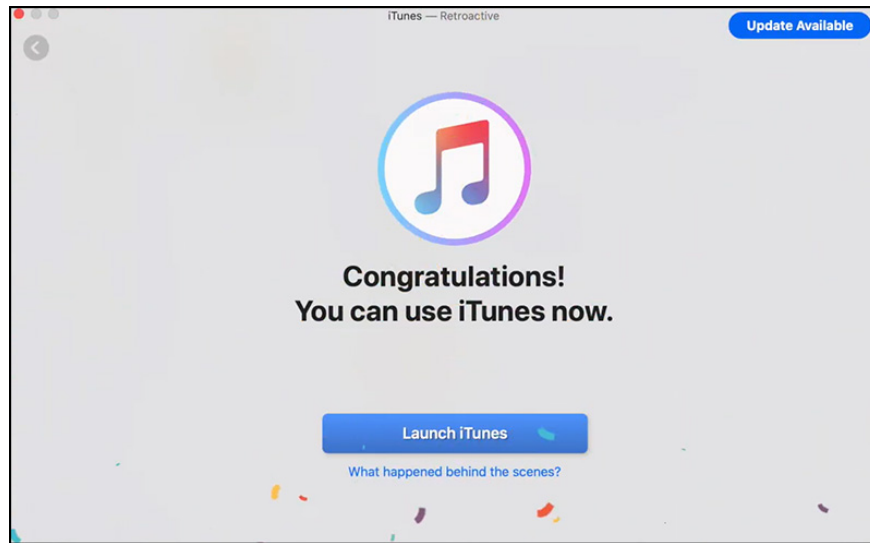 iTunes — Retroactive
Update Available
Congratulations!
You can use iTunes now.
Launch iTunes
What happened behind the scenes?